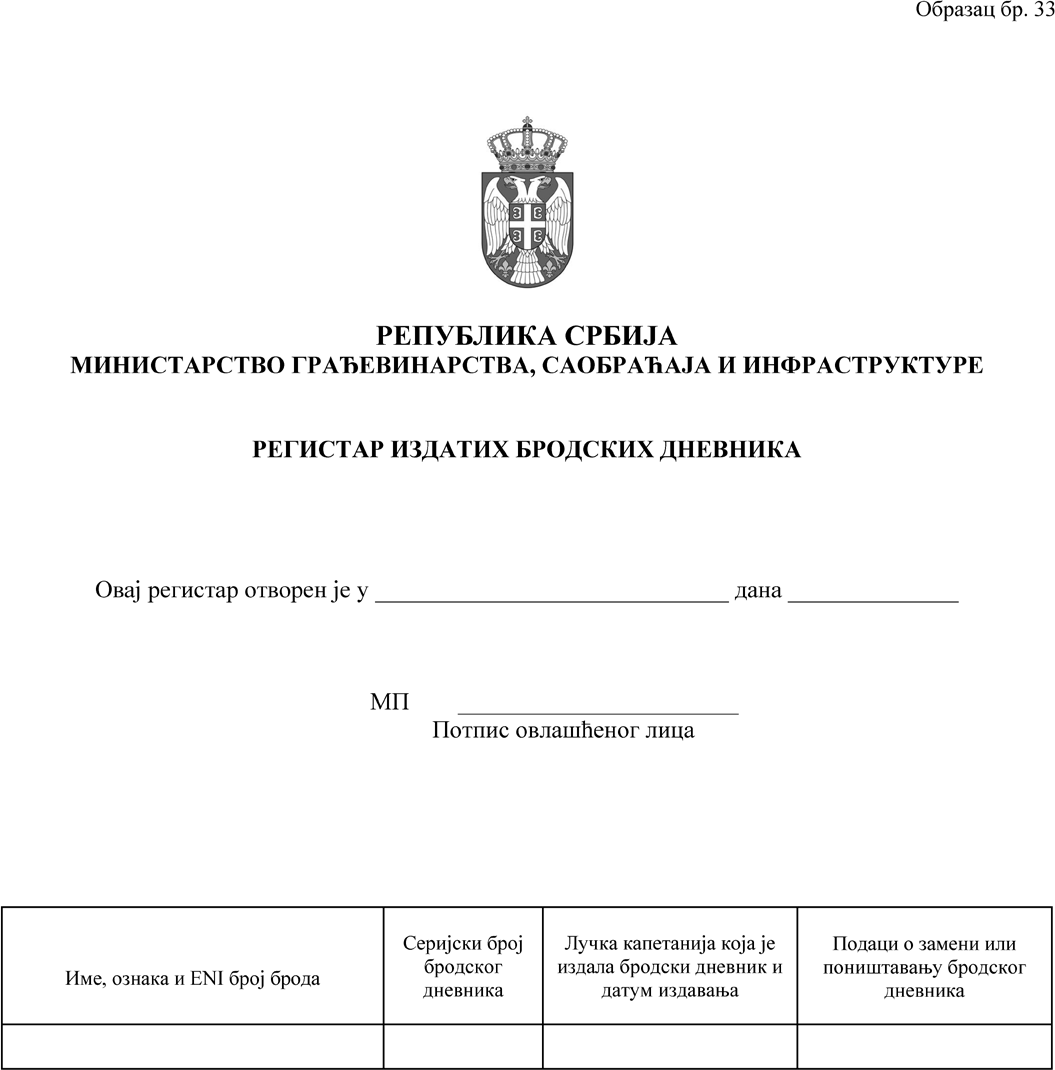 Образац бр. 33
РЕПУБЛИКА СРБИЈА
МИНИСТАРСТВО ГРАЂЕВИНАРСТВА, САОБРАЋАЈА И ИНФРАСТРУКТУРЕ
РЕГИСТАР ИЗДАТИХ БРОДСКИХ ДНЕВНИКА
Овај регистар отворен је у ______________________________ дана ______________
МП ________________________
Потпис овлашћеног лица
Име, ознака и ENI број брода
Серијски број
бродског
дневника
Лучка капетанија која је
издала бродски дневник и
датум издавања
Подаци о замени или
поништавању бродског
дневника